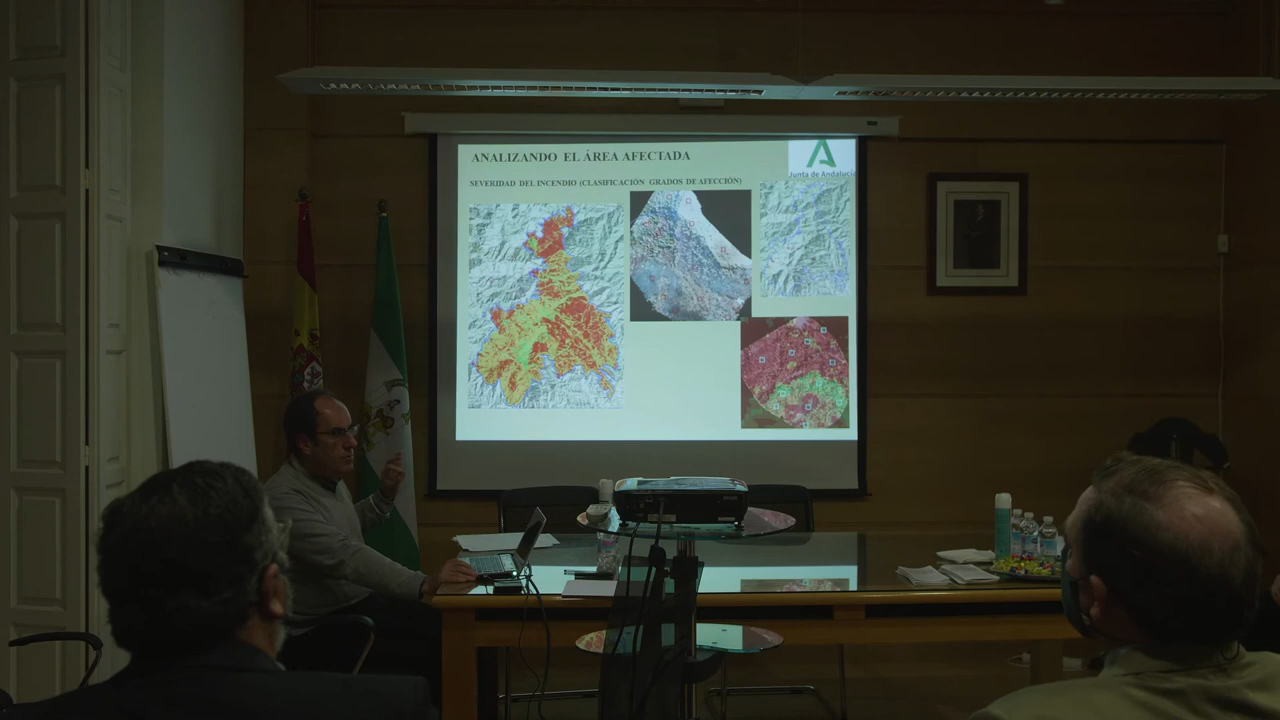 ANALIZANDO EL ÁREA AFECTADA
Junta de Andalucía
SEVERIDAD DEL INCENDIO (CLASIFICACIÓN GRADOS DE AFECCIÓN)